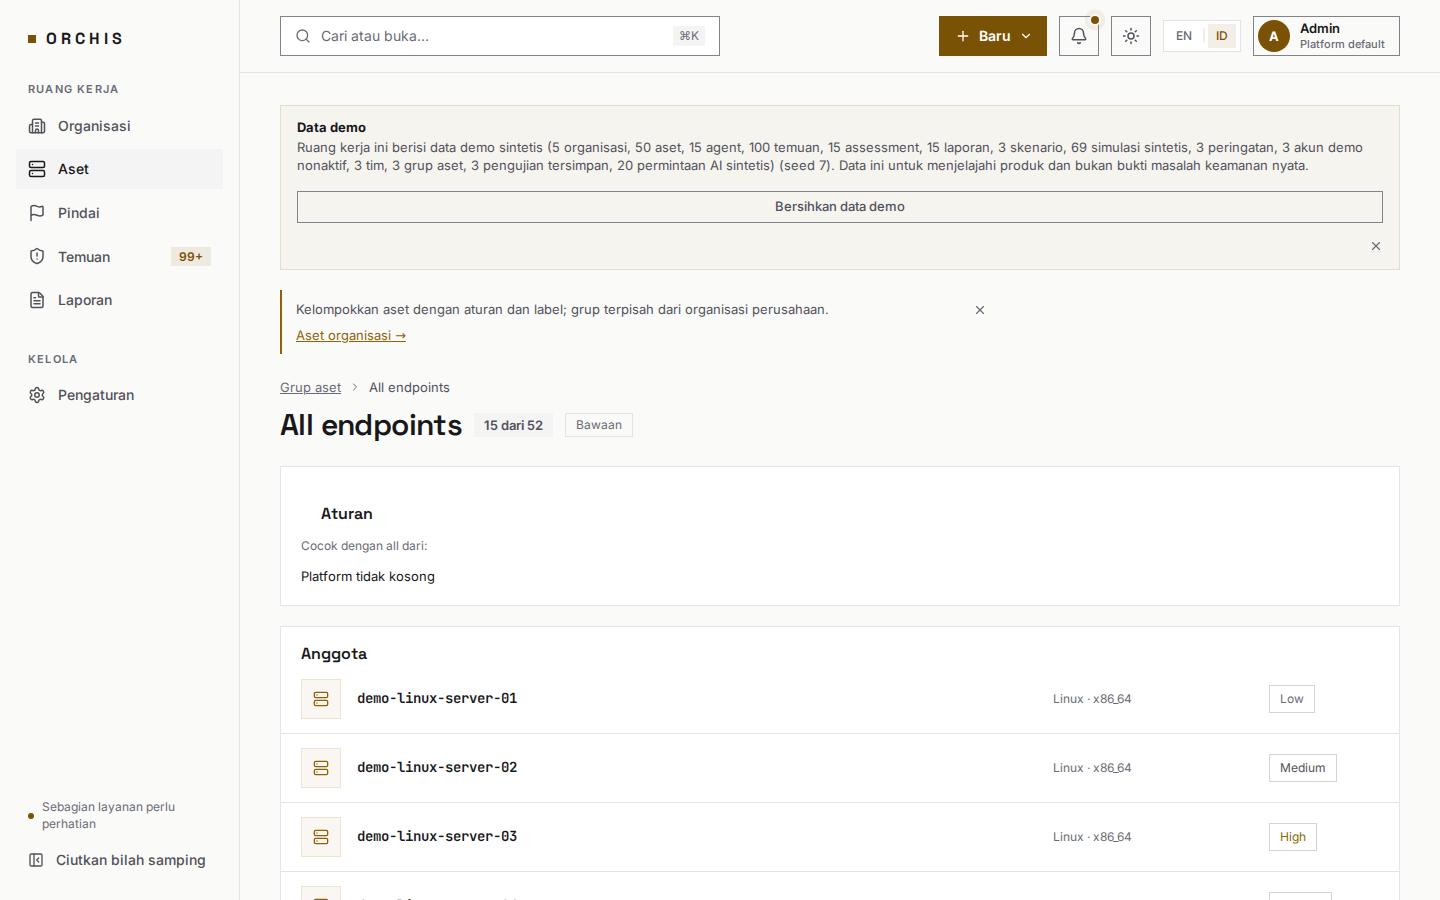 ORCHIS
Cari atau buka...
⌘K
Baru
EN
ID
A
Admin
Platform default
RUANG KERJA
Organisasi
Aset
Pindai
Temuan
99+
Laporan
KELOLA
Pengaturan
Sebagian layanan perlu
perhatian
Ciutkan bilah samping
Data demo
Ruang kerja ini berisi data demo sintetis (5 organisasi, 50 aset, 15 agent, 100 temuan, 15 assessment, 15 laporan, 3 skenario, 69 simulasi sintetis, 3 peringatan, 3 akun demo
nonaktif, 3 tim, 3 grup aset, 3 pengujian tersimpan, 20 permintaan AI sintetis) (seed 7). Data ini untuk menjelajahi produk dan bukan bukti masalah keamanan nyata.
Bersihkan data demo
Kelompokkan aset dengan aturan dan label; grup terpisah dari organisasi perusahaan.
Aset organisasi →
Grup aset
All endpoints
All endpoints
15 dari 52
Bawaan
Aturan
Cocok dengan all dari:
Platform tidak kosong
Anggota
demo-linux-server-01
Linux · x86_64
Low
demo-linux-server-02
Linux · x86_64
Medium
demo-linux-server-03
Linux · x86_64
High